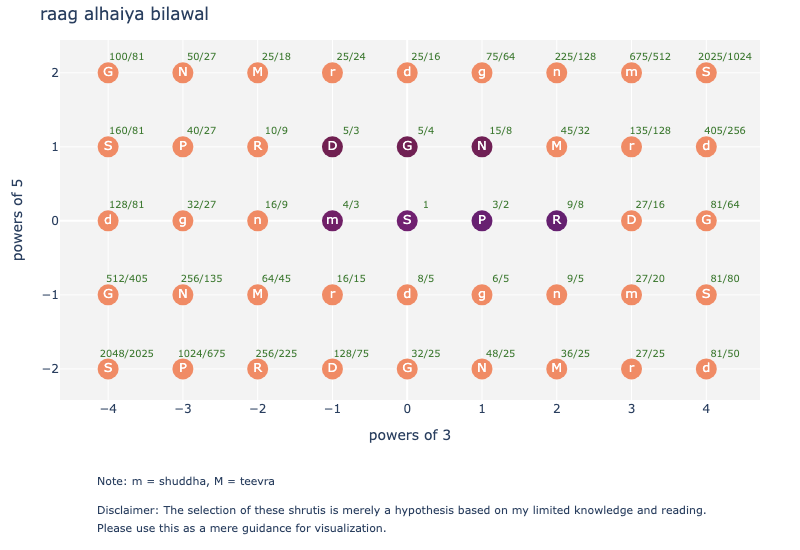 raag alhaiya bilawal
100/81 50/27 25/18 25/24 25/16 75/64 225/128 675/512 2025/1024
2 G N M r d g n m S
160/81 40/27 10/9 5/3 5/4 15/8 45/32 135/128 405/256
1 S P R D G N M r d
128/81 32/27 16/9 4/3 1 3/2 9/8 27/16 81/64
0 d g n m S P R D G
512/405 256/135 64/45 16/15 8/5 6/5 9/5 27/20 81/80
−1 G N M r d g n m S
2048/2025 1024/675 256/225 128/75 32/25 48/25 36/25 27/25 81/50
−2 S P R D G N M r d
−4 −3 −2 −1 0 1 2 3 4
powers of 5
powers of 3
Note: m = shuddha, M = teevra
Disclaimer: The selection of these shrutis is merely a hypothesis based on my limited knowledge and reading.
Please use this as a mere guidance for visualization.